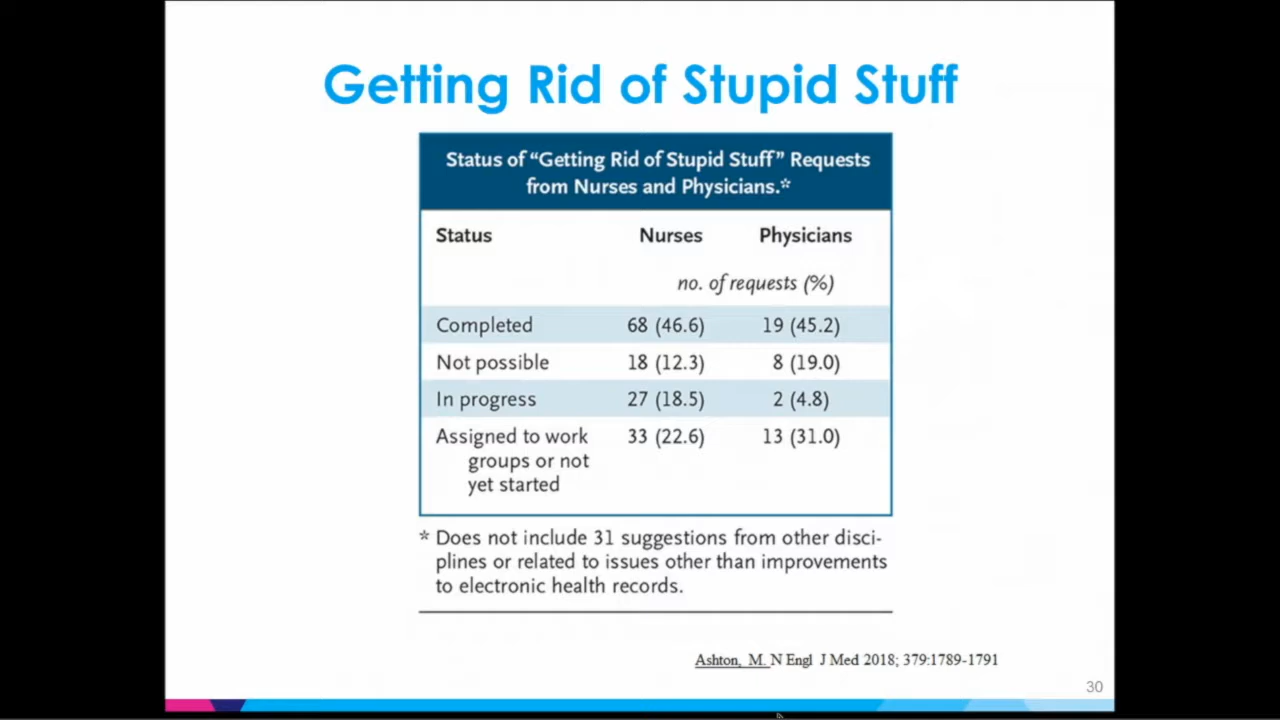 Getting Rid of Stupid Stuff
Status of “Getting Rid of Stupid Stuff” Requests
from Nurses and Physicians.*
Status Nurses Physicians
no. of requests (%)
Completed 68 (46.6) 19 (45.2)
Not possible 18 (12.3) 8 (19.0)
In progress 27 (18.5) 2 (4.8)
Assigned to work 33 (22.6) 13 (31.0)
groups or not
yet started
* Does not include 31 suggestions from other disci-
plines or related to issues other than improvements
to electronic health records.
Ashton, M. N Engl J Med 2018; 379:1789-1791
30